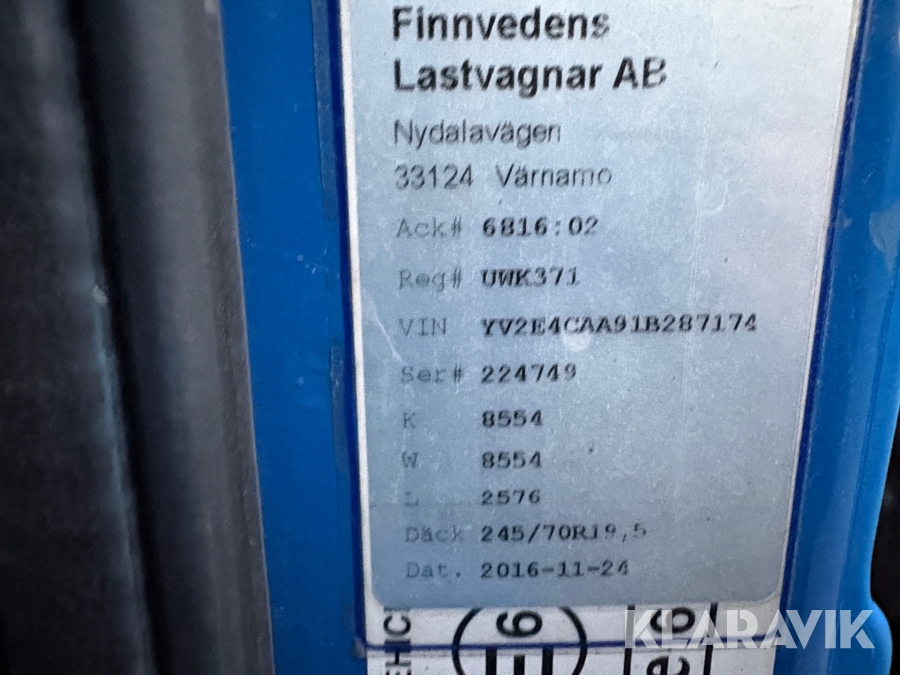 Finnvedens
Lastvagnar AB
Nydalavägen
33124 Värnamo
Ack# 6816:02
Reg# UWK371
VIN YV2E4CAA91B287174
Ser# 224749
K 8554
W 8554
L 2576
Däck 245/70R19,5
Dat. 2016-11-24
KLARAVIK